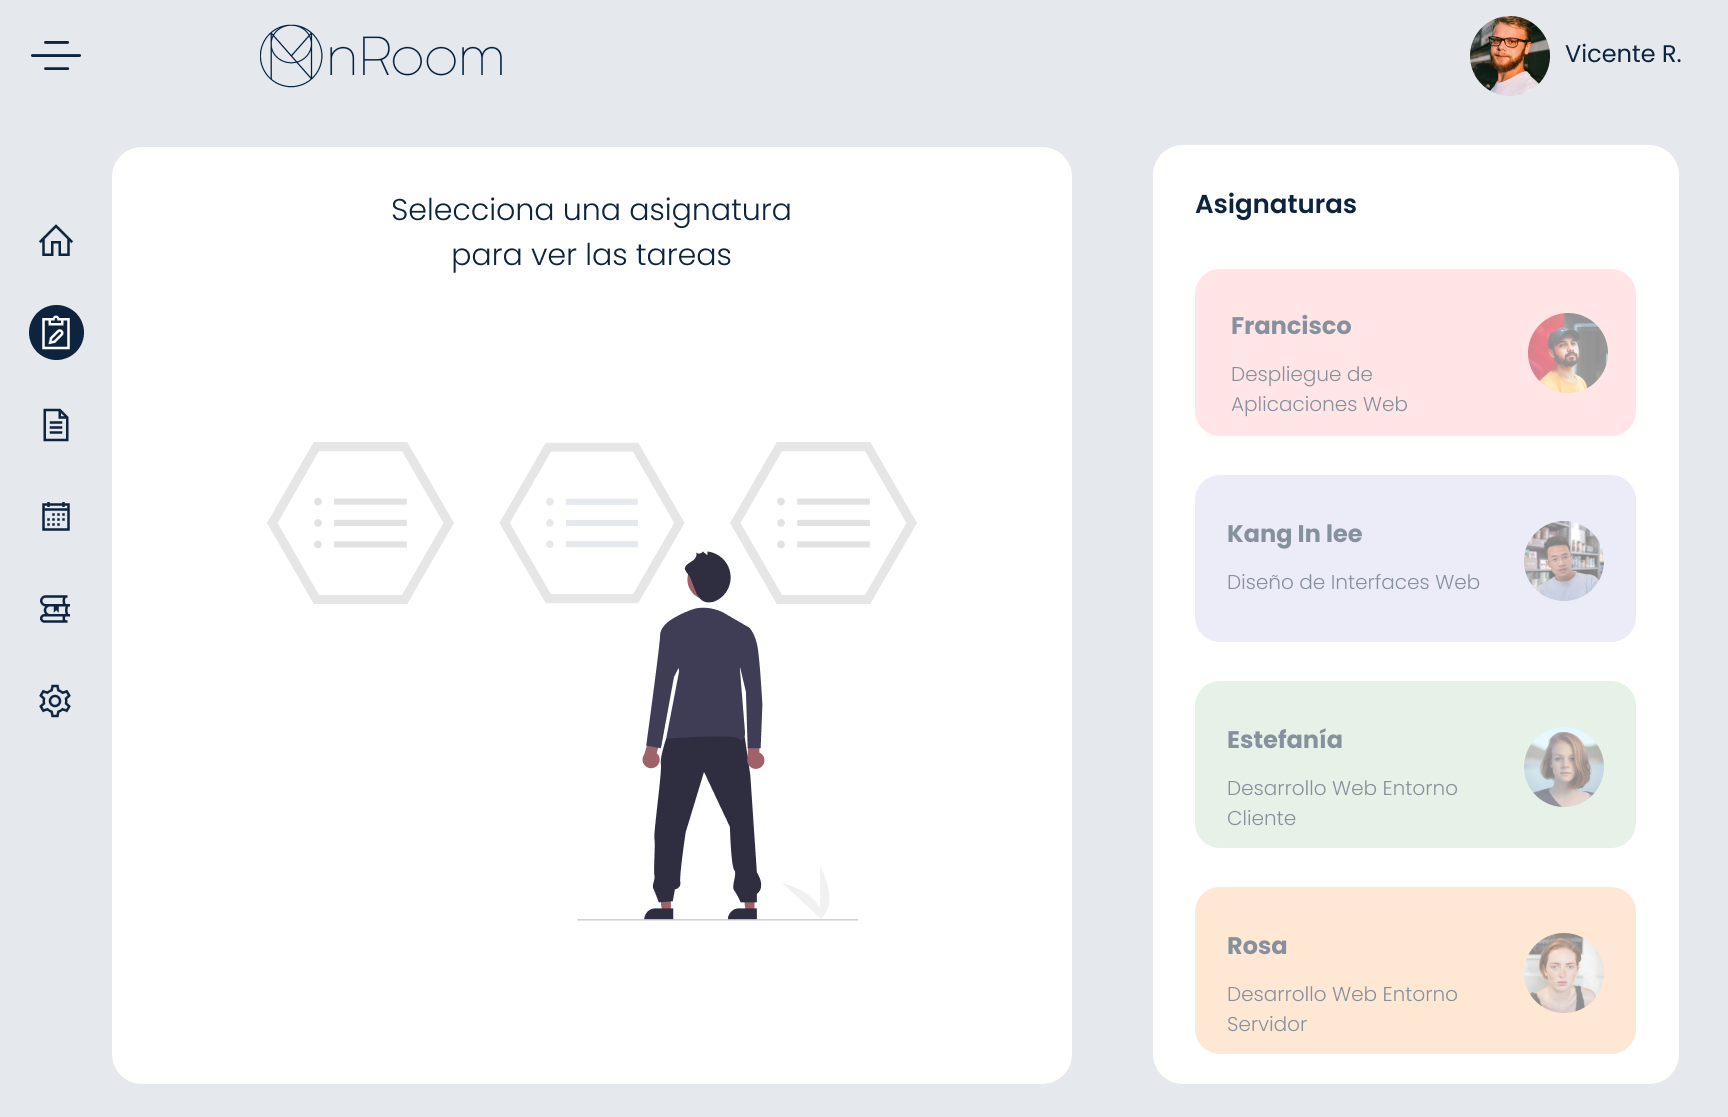 nRoom
Vicente R.
Selecciona una asignatura
para ver las tareas
Asignaturas
Francisco
Despliegue de
Aplicaciones Web
Kang In lee
Diseño de Interfaces Web
Estefanía
Desarrollo Web Entorno
Cliente
Rosa
Desarrollo Web Entorno
Servidor